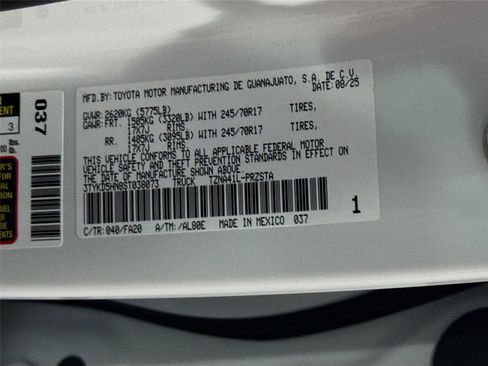 MFD.BY: TOYOTA MOTOR MANUFACTURING DE GUANAJUATO, S.A. DE C.V.
DATE: 08/25
GVWR: 2620KG (5775LB)
GAWR: FRT. 1505KG (3320LB) WITH 245/70R17 TIRES,
17X7J RIMS
RR. 1405KG (3095LB) WITH 245/70R17 TIRES,
17X7J RIMS
THIS VEHICLE CONFORMS TO ALL APPLICABLE FEDERAL MOTOR
VEHICLE SAFETY AND THEFT PREVENTION STANDARDS IN EFFECT
ON THE DATE OF MANUFACTURE SHOWN ABOVE.
3TYKD5HN8ST038073 TRUCK TZNA41L-PRZSTA
1
C/TR: 040/FA20 A/TM: /AL80E MADE IN MEXICO 037
037
3
lbs.